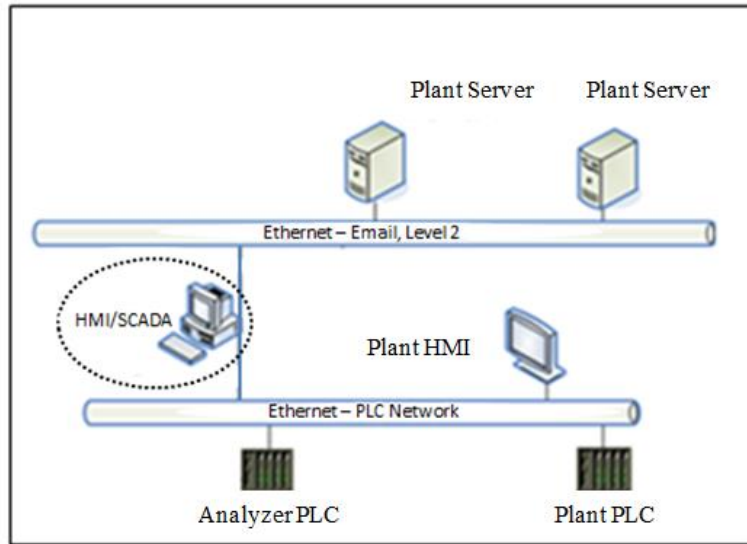 Plant Server
Plant Server
Ethernet – Email, Level 2
HMI/SCADA
Plant HMI
Ethernet – PLC Network
Analyzer PLC
Plant PLC